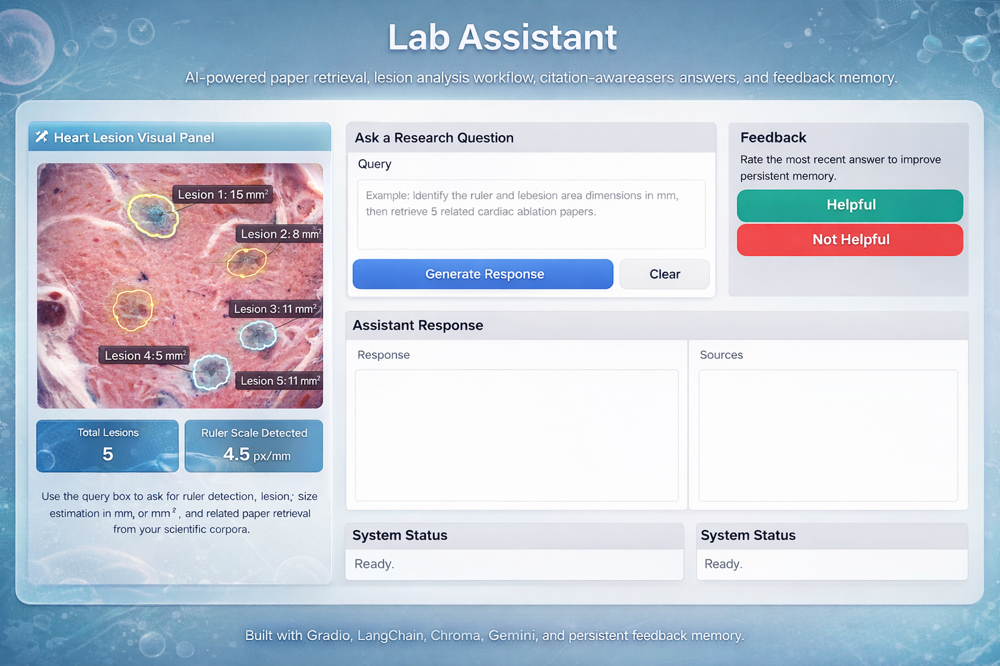 Lab Assistant
AI-powered paper retrieval, lesion analysis workflow, citation-awareasers answers, and feedback memory.
Heart Lesion Visual Panel
Lesion 1: 15 mm²
Lesion 2: 8 mm²
Lesion 3: 11 mm²
Lesion 4:5 mm²
Lesion 5: 11 mm²
Total Lesions
5
Ruler Scale Detected
4.5 px/mm
Use the query box to ask for ruler detection, lesion; size
estimation in mm, or mm², and related paper retrieval
from your scientific corpora.
Ask a Research Question
Query
Example: Identify the ruler and lebesion area dimensions in mm,
then retrieve 5 related cardiac ablation papers.
Generate Response
Clear
Feedback
Rate the most recent answer to improve
persistent memory.
Helpful
Not Helpful
Assistant Response
Response
Sources
System Status
Ready.
System Status
Ready.
Built with Gradio, LangChain, Chroma, Gemini, and persistent feedback memory.